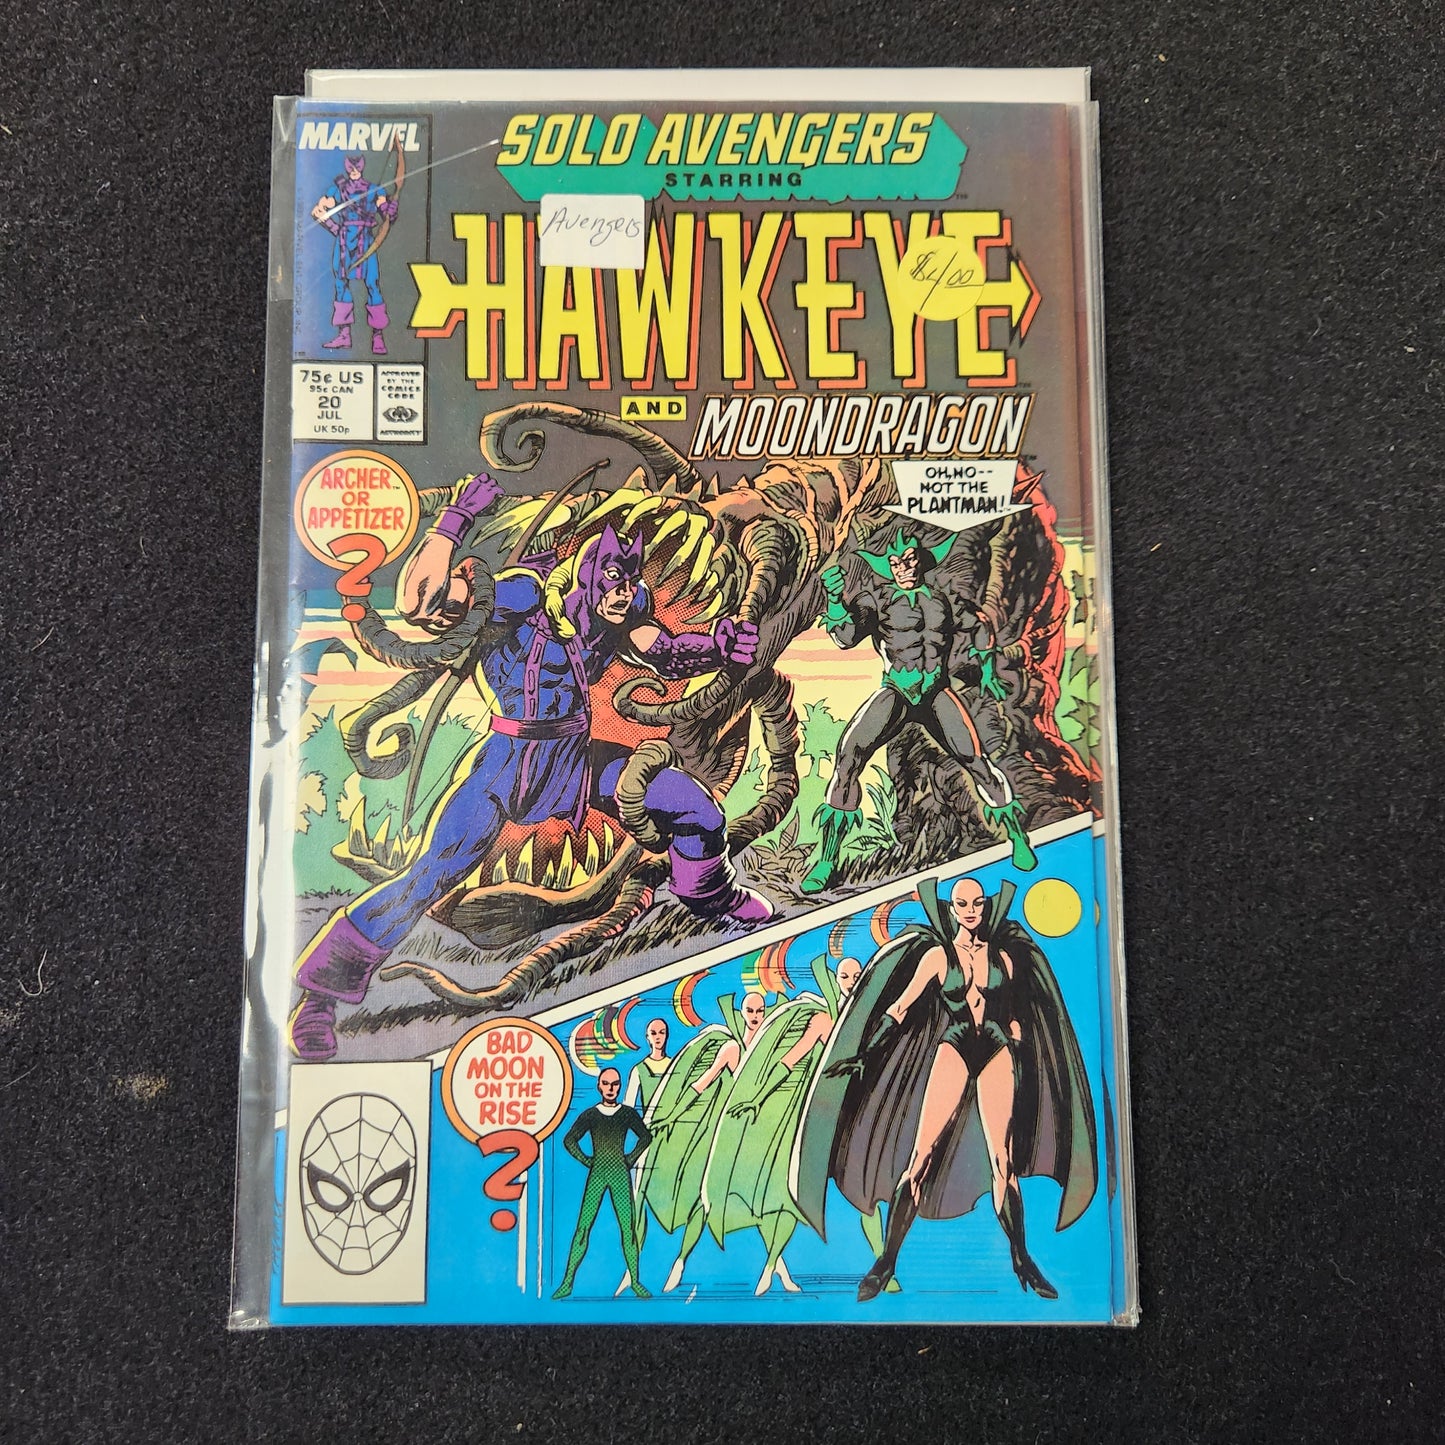 MARVEL
SOLO AVENGERS
STARRING
TM
Avengers
HAWKEYE
$4/00
75¢ US
95¢ CAN
20
JUL
UK 50p
APPROVED
BY THE
COMICS
CODE
AUTHORITY
AND MOONDRAGON
ARCHER
OR
APPETIZER
?
OH, NO--
NOT THE
PLANTMAN!
BAD
MOON
ON THE
RISE
?